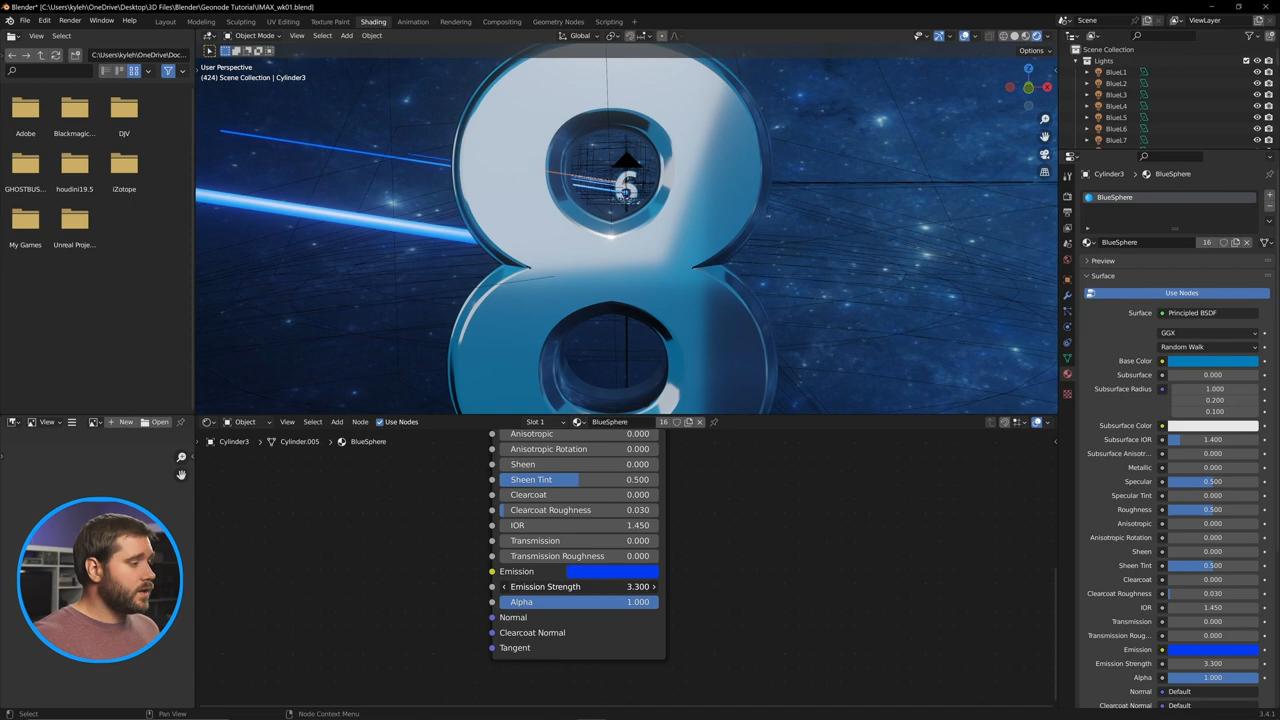 Blender* [C:\Users\kyleh\OneDrive\Desktop\3D Files\Geonode Tutorial\IMAX_wk01.blend]
File Edit Render Window Help Layout Modeling Sculpting UV Editing Texture Paint Shading Animation Rendering Compositing Geometry Nodes Scripting + Scene ViewLayer
View Select Object Mode View Select Add Object Global
C:\Users\kyleh\OneDrive\Doc...
Options
User Perspective
(424) Scene Collection | Cylinder3
Adobe Blackmagic... DJV
GHOSTBUS... houdini19.5 iZotope
My Games Unreal Proje...
8
6
Z
X
Scene Collection
Lights
BlueL1
BlueL2
BlueL3
BlueL4
BlueL5
BlueL6
BlueL7
Cylinder3 > BlueSphere
BlueSphere
BlueSphere 16
Preview
Surface
Use Nodes
Surface Principled BSDF
GGX
Random Walk
Base Color
Subsurface 0.000
Subsurface Radius 1.000
0.200
0.100
Subsurface Color
Subsurface IOR 1.400
Subsurface Anisotr... 0.000
Metallic 0.000
Specular 0.500
Specular Tint 0.000
Roughness 0.500
Anisotropic 0.000
Anisotropic Rotation 0.000
Sheen 0.000
Sheen Tint 0.500
Clearcoat 0.000
Clearcoat Roughness 0.030
IOR 1.450
Transmission 0.000
Transmission Roug... 0.000
Emission
Emission Strength 3.300
Alpha 1.000
Normal Default
Clearcoat Normal Default
View New Open
Object View Select Add Node Use Nodes Slot 1 BlueSphere 16
Cylinder3 > Cylinder.005 > BlueSphere
Anisotropic 0.000
Anisotropic Rotation 0.000
Sheen 0.000
Sheen Tint 0.500
Clearcoat 0.000
Clearcoat Roughness 0.030
IOR 1.450
Transmission 0.000
Transmission Roughness 0.000
Emission
Emission Strength 3.300
Alpha 1.000
Normal
Clearcoat Normal
Tangent
Select Pan View Node Context Menu 3.4.1